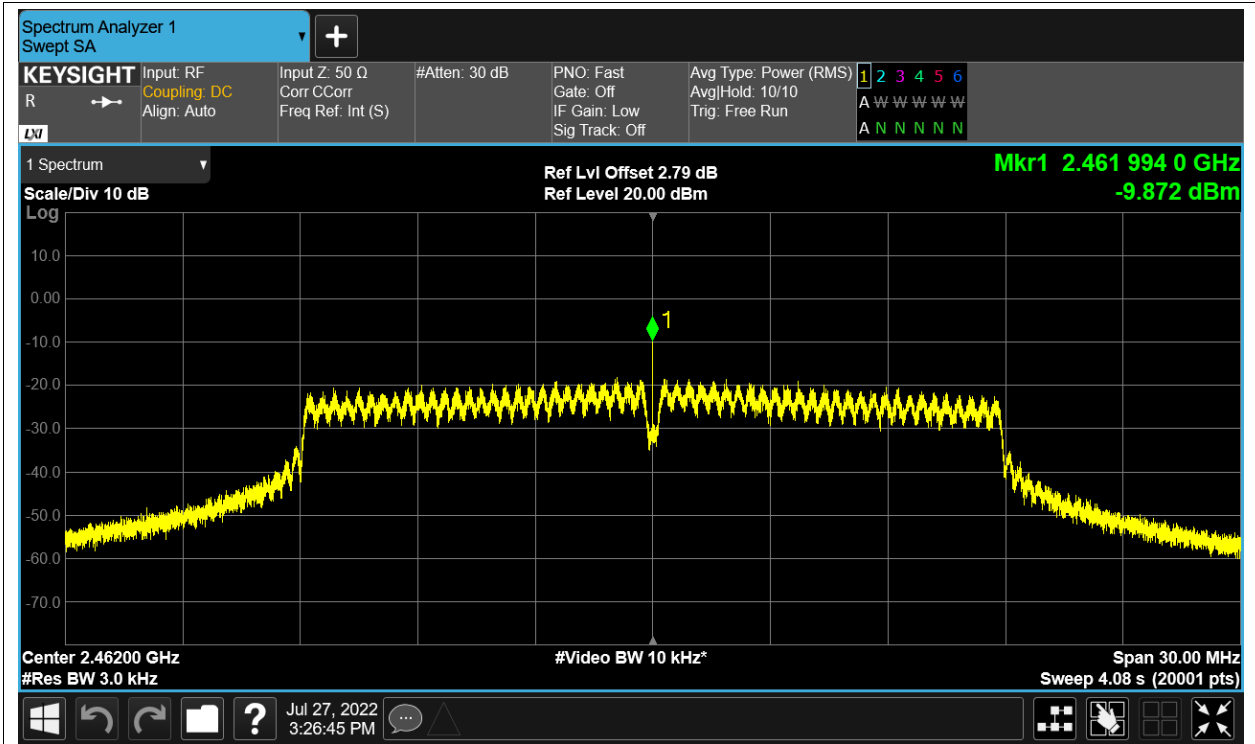 Spectrum Analyzer 1
Swept SA
KEYSIGHT
R
LXI
Input: RF
Coupling: DC
Align: Auto
Input Z: 50 Ω
Corr CCorr
Freq Ref: Int (S)
#Atten: 30 dB
PNO: Fast
Gate: Off
IF Gain: Low
Sig Track: Off
Avg Type: Power (RMS)
Avg|Hold: 10/10
Trig: Free Run
1 2 3 4 5 6
A W W W W W
A N N N N N
1 Spectrum
Scale/Div 10 dB
Log
Ref Lvl Offset 2.79 dB
Ref Level 20.00 dBm
Mkr1 2.461 994 0 GHz
-9.872 dBm
10.0
0.00
-10.0
-20.0
-30.0
-40.0
-50.0
-60.0
-70.0
1
Center 2.46200 GHz
#Res BW 3.0 kHz
#Video BW 10 kHz*
Span 30.00 MHz
Sweep 4.08 s (20001 pts)
?
Jul 27, 2022
3:26:45 PM